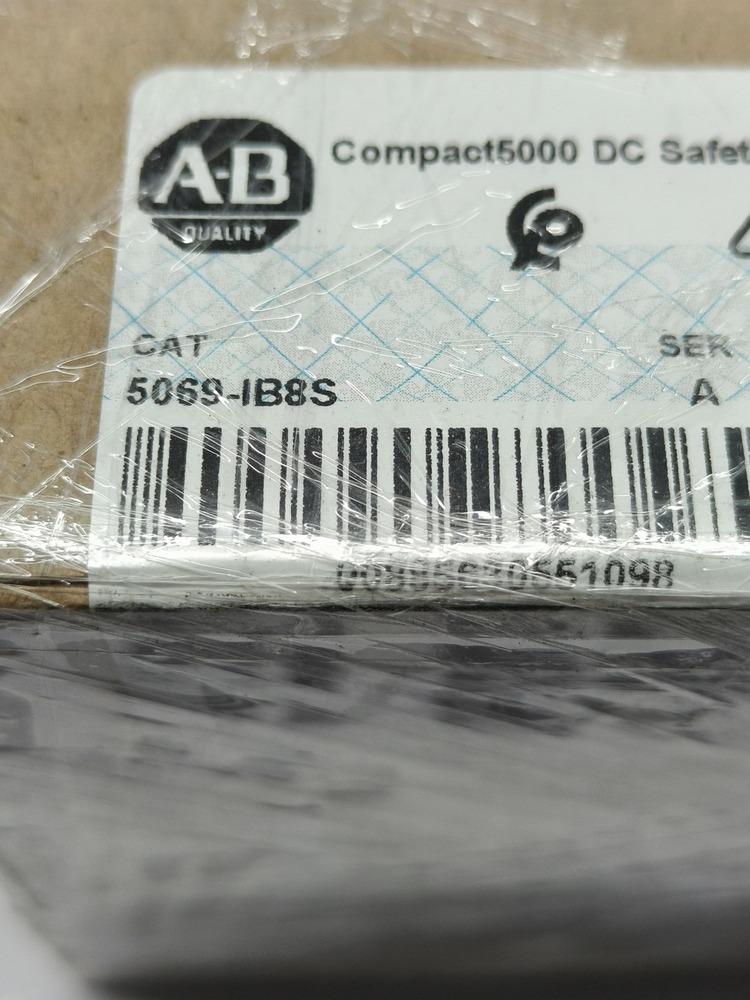 A-B
QUALITY
Compact5000 DC Safet
CAT
SER
5069-IB8S
A